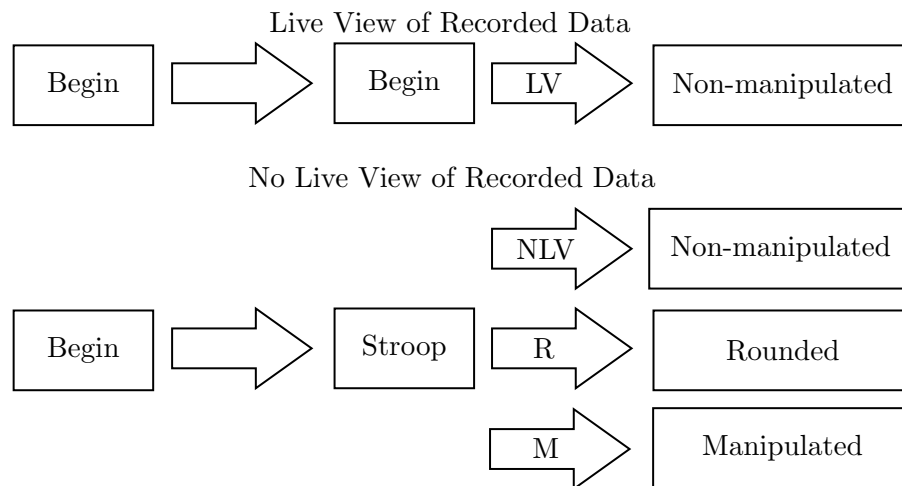 Live View of Recorded Data
Begin
Begin
LV
Non-manipulated
No Live View of Recorded Data
NLV
Non-manipulated
Begin
Stroop
R
Rounded
M
Manipulated